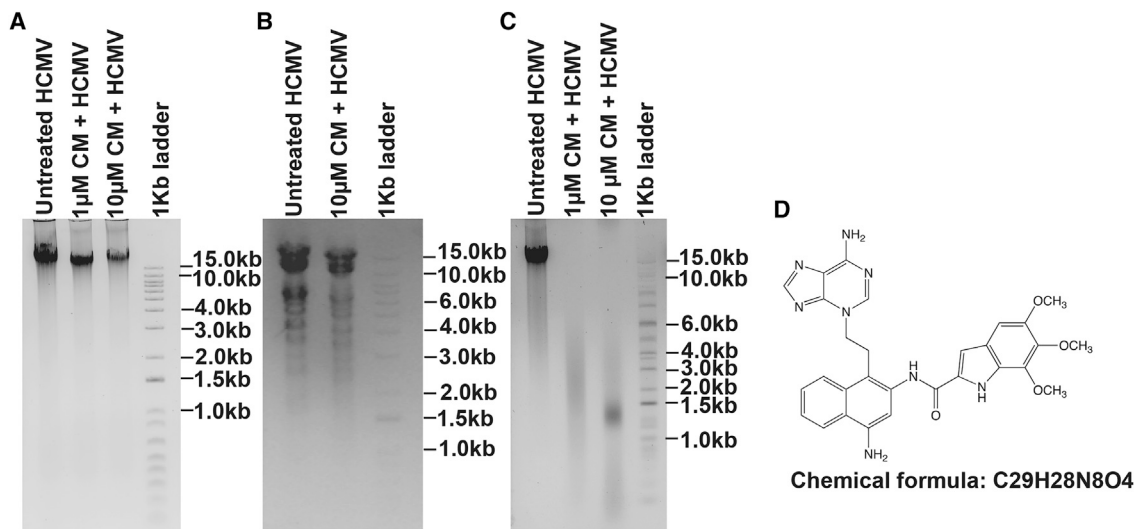 A
Untreated HCMV
1µM CM + HCMV
10µM CM + HCMV
1Kb ladder
15.0kb
10.0kb
4.0kb
3.0kb
2.0kb
1.5kb
1.0kb
B
Untreated HCMV
10µM CM + HCMV
1Kb ladder
15.0kb
10.0kb
6.0kb
4.0kb
3.0kb
2.0kb
1.5kb
1.0kb
C
Untreated HCMV
1µM CM + HCMV
10 µM CM + HCMV
1Kb ladder
15.0kb
10.0kb
6.0kb
4.0kb
3.0kb
2.0kb
1.5kb
1.0kb
D
NH2
N
N
N
N
N
OCH3
OCH3
H
N
NH
OCH3
O
NH2
Chemical formula: C29H28N8O4